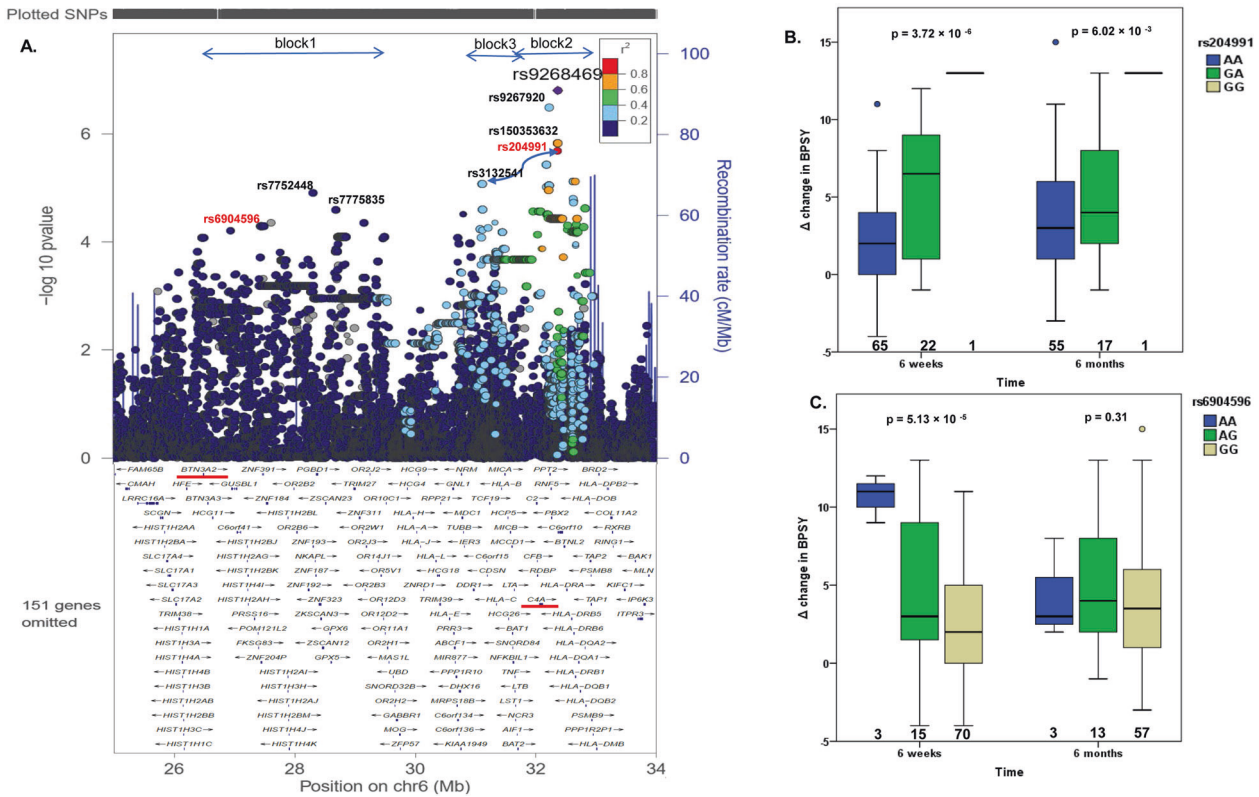 Plotted SNPs
A.
block1
block3
block2
r²
0.8
0.6
0.4
0.2
rs9268469
rs9267920
rs150353632
rs204991
rs3132541
rs7752448
rs7775835
rs6904596
−log 10 pvalue
0
2
4
6
Recombination rate (cM/Mb)
0
20
40
60
80
100
FAM65B BTN3A2 ZNF391 PGBD1 OR2J2 HCG9 NRM MICA PPT2 BRD2
CMAH HFE GUSBL1 OR2B2 TRIM27 HCG4 GNL1 HLA−B RNF5 HLA−DPB2
LRRC16A BTN3A3 ZNF184 ZSCAN23 OR10C1 RPP21 TCF19 C2 HLA−DOB
SCGN HCG11 HIST1H2BL ZNF311 HLA−H MDC1 HCP5 PBX2 COL11A2
HIST1H2AA C6orf41 OR2B6 OR2W1 HLA−A TUBB MICB C6orf10 RXRB
HIST1H2BA HIST1H2BJ ZNF193 OR2J3 HLA−J IER3 MCCD1 BTNL2 RING1
SLC17A4 HIST1H2AG NKAPL OR14J1 HLA−L C6orf15 CFB TAP2 BAK1
SLC17A1 HIST1H2BK ZNF187 OR5V1 HCG18 CDSN RDBP PSMB8 MLN
SLC17A3 HIST1H4I ZNF192 OR2B3 ZNRD1 DDR1 LTA HLA−DRA KIFC1
SLC17A2 HIST1H2AH ZNF323 OR12D3 TRIM39 HLA−C C4A TAP1 IP6K3
151 genes omitted
TRIM38 PRSS16 ZKSCAN3 OR12D2 HLA−E HCG26 HLA−DRB5 ITPR3
HIST1H1A POM121L2 GPX6 OR11A1 PRR3 BAT1 HLA−DRB6
HIST1H3A FKSG83 ZSCAN12 OR2H1 ABCF1 SNORD84 HLA−DQA2
HIST1H4A ZNF204P GPX5 MAS1L MIR877 NFKBIL1 HLA−DQA1
HIST1H4B HIST1H2AI UBD PPP1R10 TNF HLA−DRB1
HIST1H3B HIST1H3H SNORD32B DHX16 LTB HLA−DQB1
HIST1H2AB HIST1H2AJ OR2H2 MRPS18B LST1 HLA−DQB2
HIST1H2BB HIST1H2BM GABBR1 C6orf134 NCR3 PSMB9
HIST1H3C HIST1H4J MOG C6orf136 AIF1 PPP1R2P1
HIST1H1C HIST1H4K ZFP57 KIAA1949 BAT2 HLA−DMB
26 28 30 32 34
Position on chr6 (Mb)
B.
p = 3.72 × 10 -6
p = 6.02 × 10 -3
rs204991
AA
GA
GG
Δ change in BPSY
15
10
5
0
-5
65 22 1 55 17 1
6 weeks 6 months
Time
C.
p = 5.13 × 10 -5
p = 0.31
rs6904596
AA
AG
GG
Δ change in BPSY
15
10
5
0
-5
3 15 70 3 13 57
6 weeks 6 months
Time